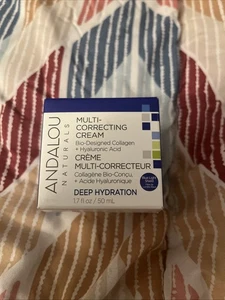 ANDALOU
NATURALS
MULTI-
CORRECTING
CREAM
Bio-Designed Collagen
+ Hyaluronic Acid
CRÈME
MULTI-CORRECTEUR
Collagène Bio-Conçu,
+ Acide Hyaluronique
DEEP HYDRATION
1.7 fl oz / 50 mL